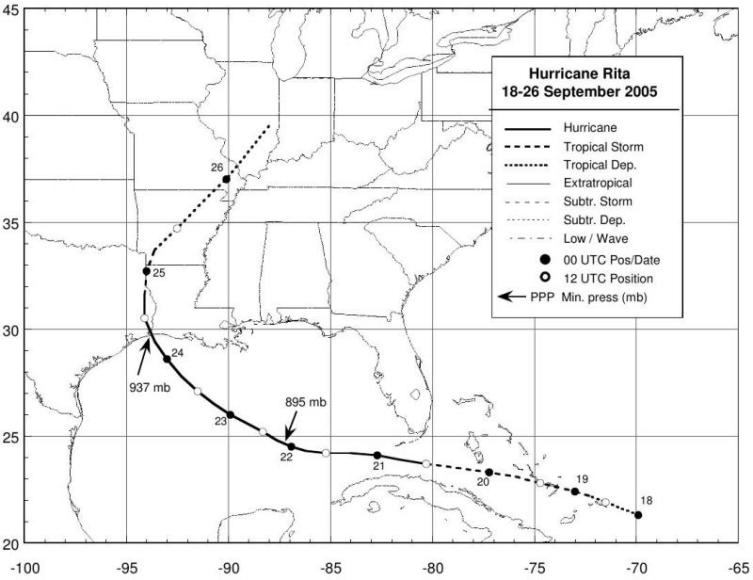 45
40
35
30
25
20
Hurricane Rita
18-26 September 2005
Hurricane
Tropical Storm
Tropical Dep.
Extratropical
Subtr. Storm
Subtr. Dep.
Low / Wave
00 UTC Pos/Date
12 UTC Position
PPP Min. press (mb)
26
25
24
937 mb
895 mb
23
22
21
20
19
18
-100 -95 -90 -85 -80 -75 -70 -65